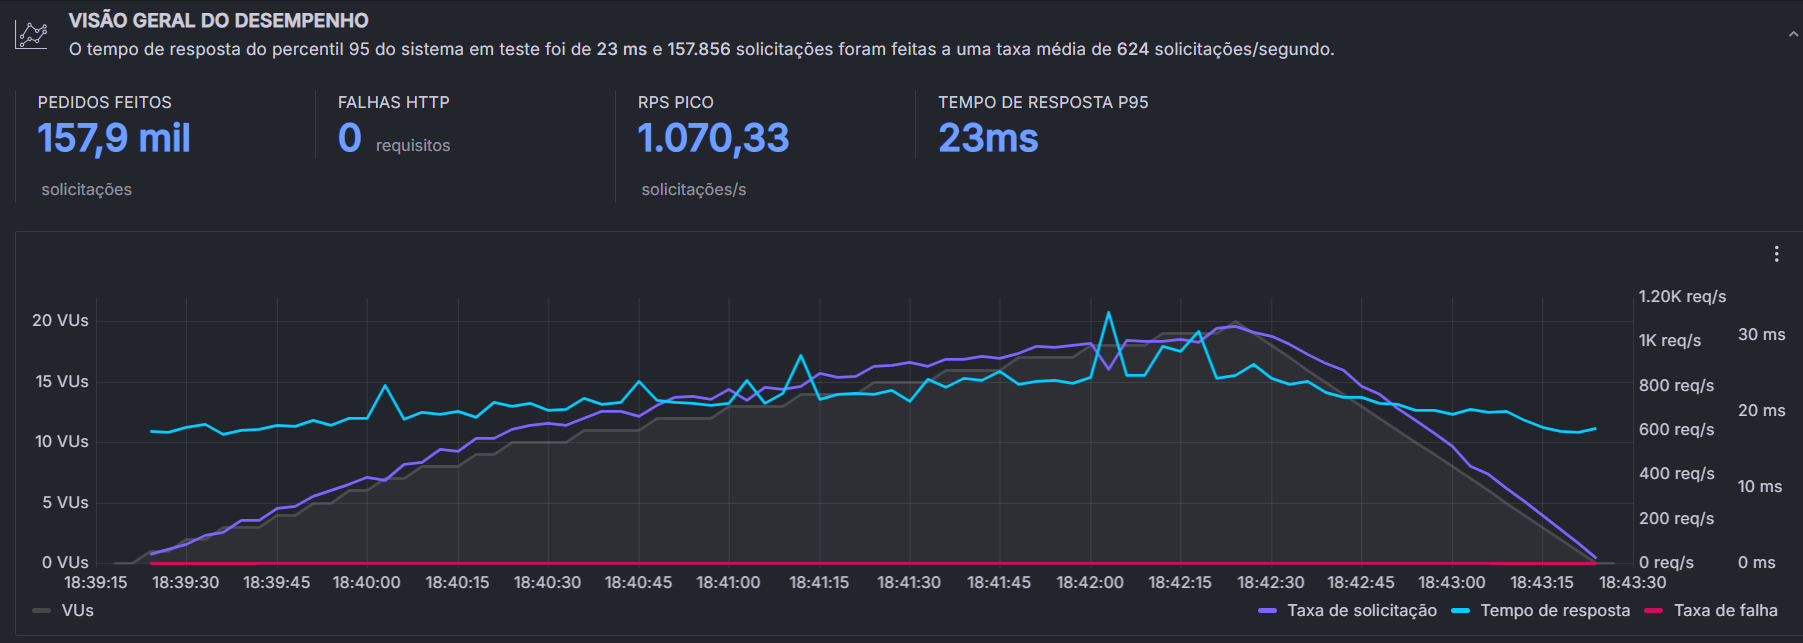 VISÃO GERAL DO DESEMPENHO
O tempo de resposta do percentil 95 do sistema em teste foi de 23 ms e 157.856 solicitações foram feitas a uma taxa média de 624 solicitações/segundo.
PEDIDOS FEITOS
157,9 mil
solicitações
FALHAS HTTP
0 requisitos
RPS PICO
1.070,33
solicitações/s
TEMPO DE RESPOSTA P95
23ms
20 VUs
15 VUs
10 VUs
5 VUs
0 VUs
1.20K req/s
1K req/s
800 req/s
600 req/s
400 req/s
200 req/s
0 req/s
30 ms
20 ms
10 ms
0 ms
18:39:15 18:39:30 18:39:45 18:40:00 18:40:15 18:40:30 18:40:45 18:41:00 18:41:15 18:41:30 18:41:45 18:42:00 18:42:15 18:42:30 18:42:45 18:43:00 18:43:15 18:43:30
VUs Taxa de solicitação Tempo de resposta Taxa de falha